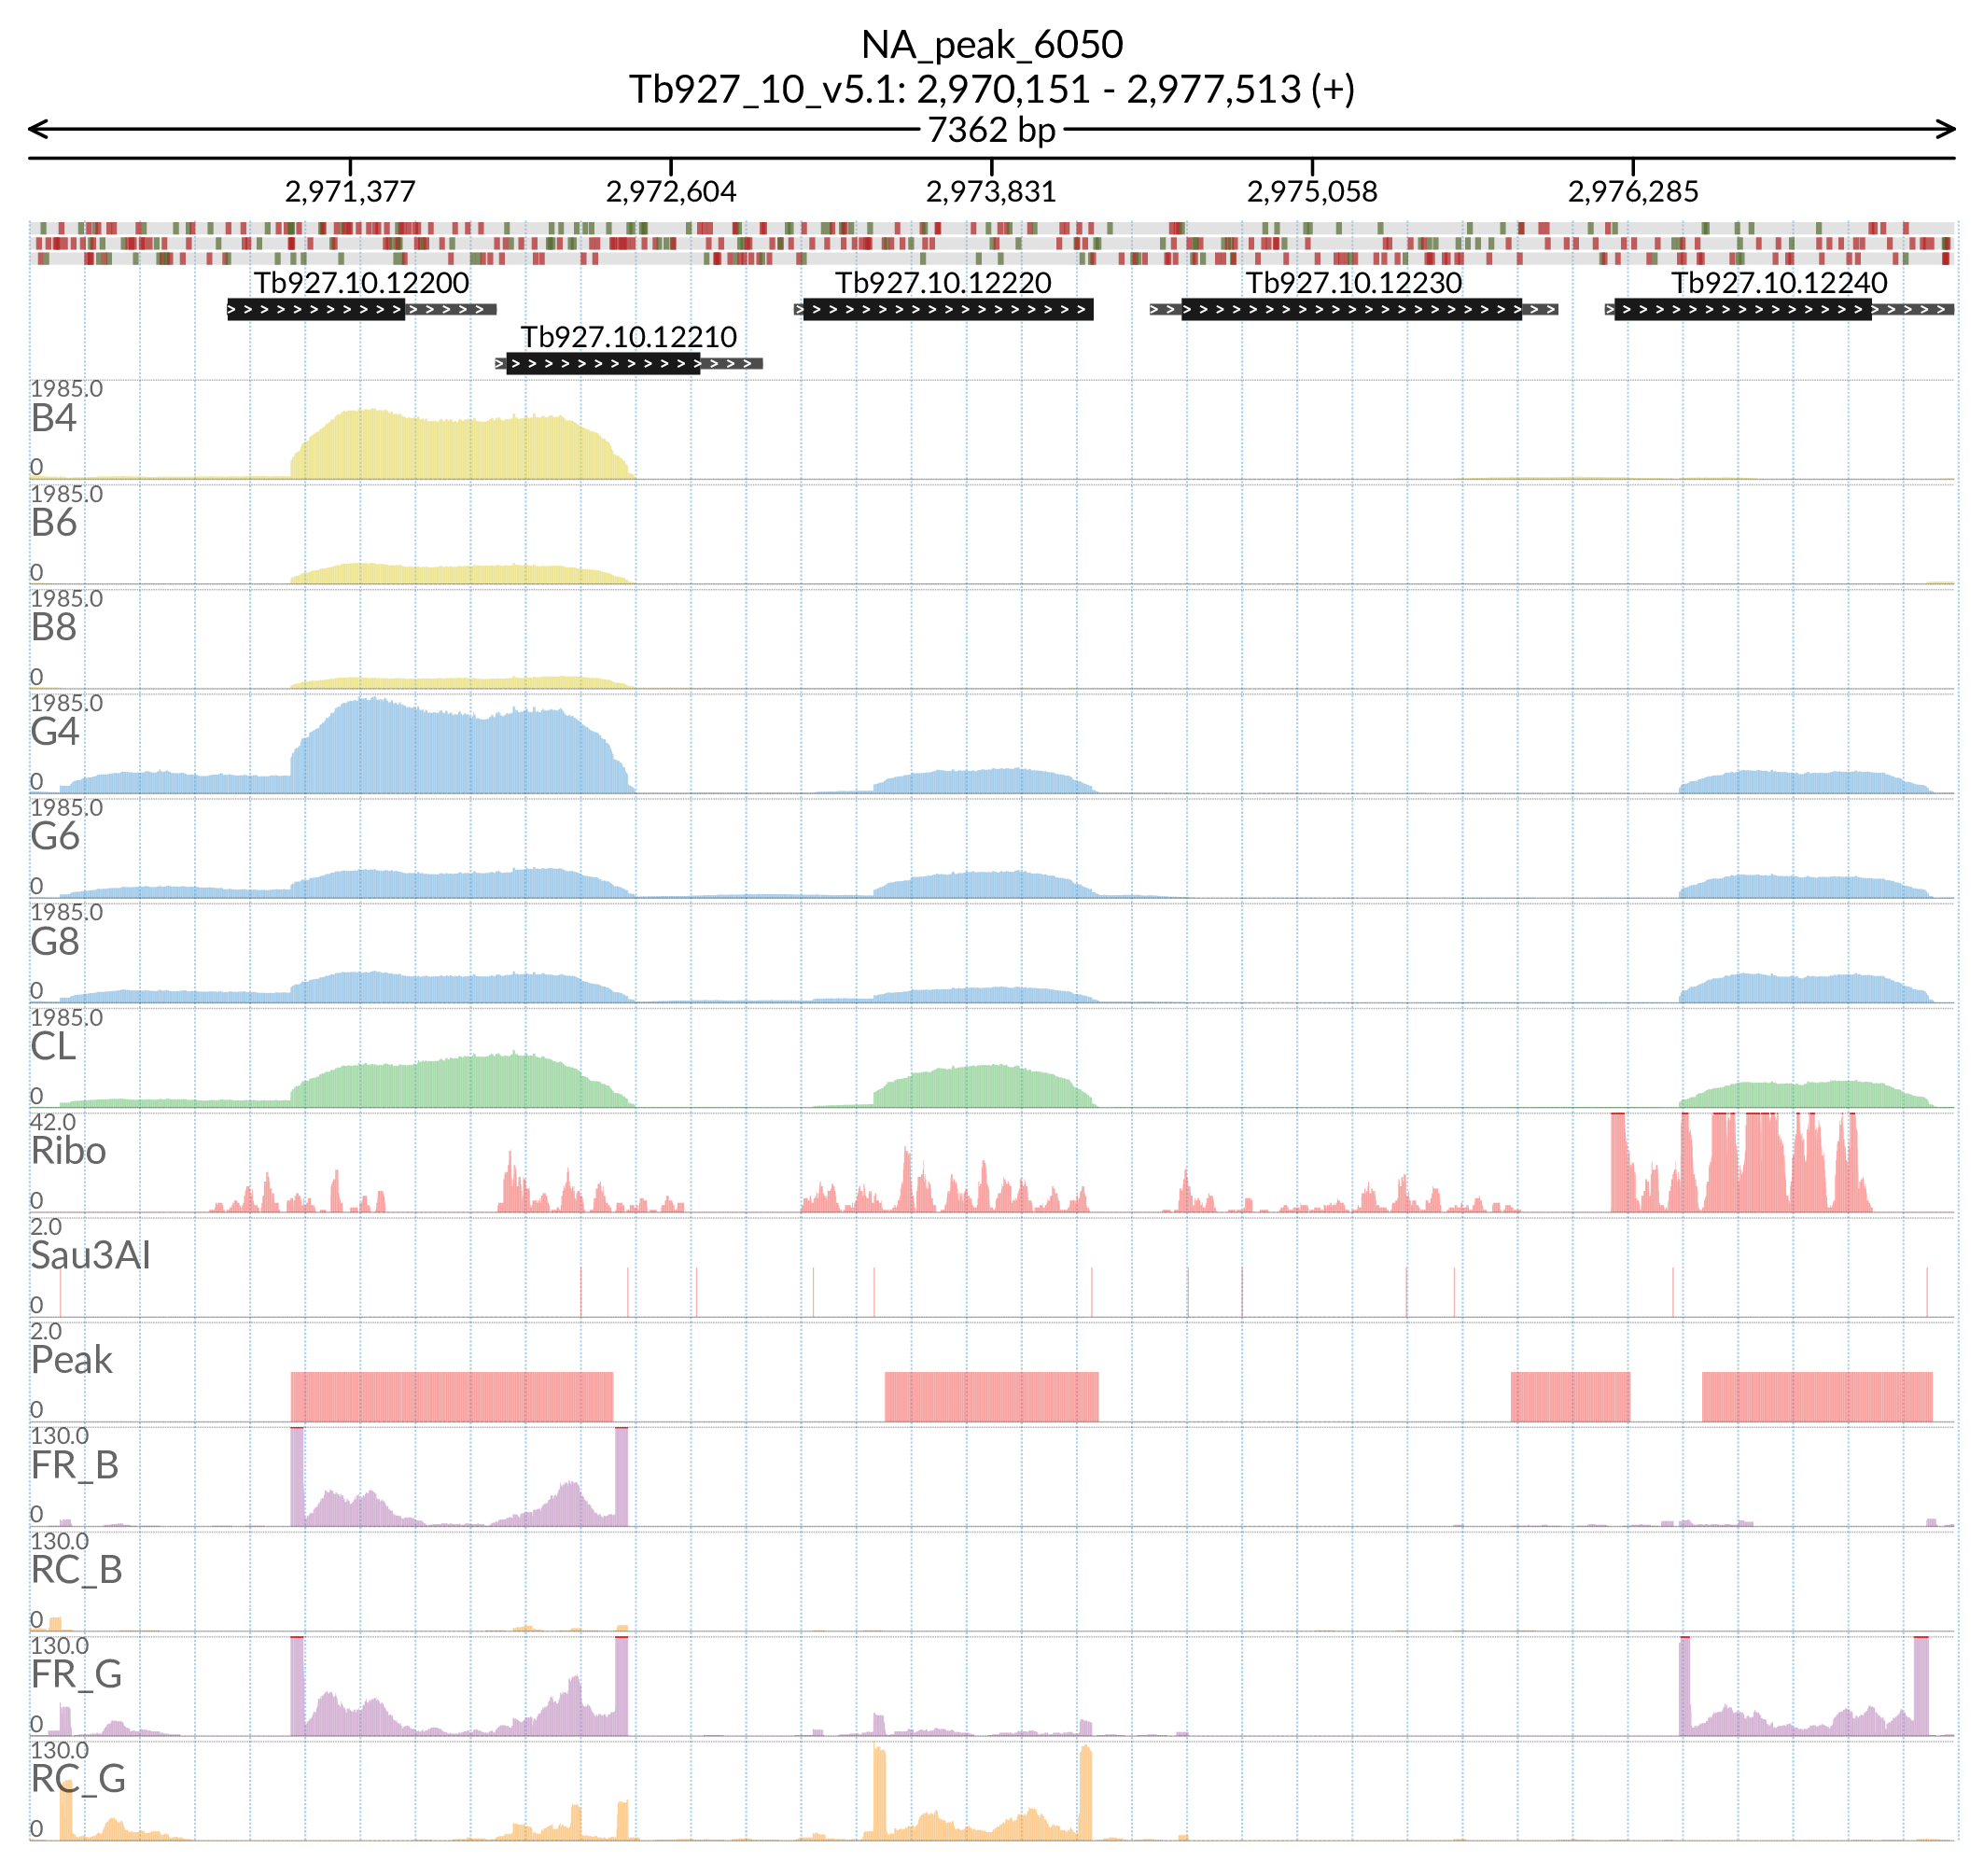 NA_peak_6050
Tb927_10_v5.1: 2,970,151 - 2,977,513 (+)
7362 bp
2,971,377 2,972,604 2,973,831 2,975,058 2,976,285
Tb927.10.12200 Tb927.10.12220 Tb927.10.12230 Tb927.10.12240
Tb927.10.12210
1985.0
B4
0
1985.0
B6
0
1985.0
B8
0
1985.0
G4
0
1985.0
G6
0
1985.0
G8
0
1985.0
CL
0
42.0
Ribo
0
2.0
Sau3AI
0
2.0
Peak
0
130.0
FR_B
0
130.0
RC_B
0
130.0
FR_G
0
130.0
RC_G
0